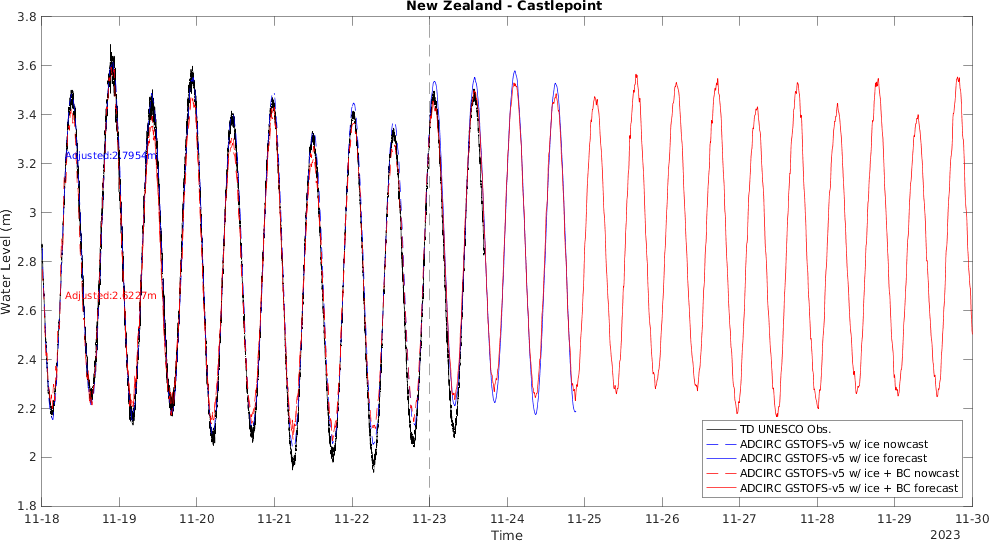 New Zealand - Castlepoint
Water Level (m)
3.8
3.6
3.4
3.2
3
2.8
2.6
2.4
2.2
2
1.8
Adjusted:2.7954m
Adjusted:2.6227m
TD UNESCO Obs.
ADCIRC GSTOFS-v5 w/ ice nowcast
ADCIRC GSTOFS-v5 w/ ice forecast
ADCIRC GSTOFS-v5 w/ ice + BC nowcast
ADCIRC GSTOFS-v5 w/ ice + BC forecast
11-18 11-19 11-20 11-21 11-22 11-23 11-24 11-25 11-26 11-27 11-28 11-29 11-30
Time
2023